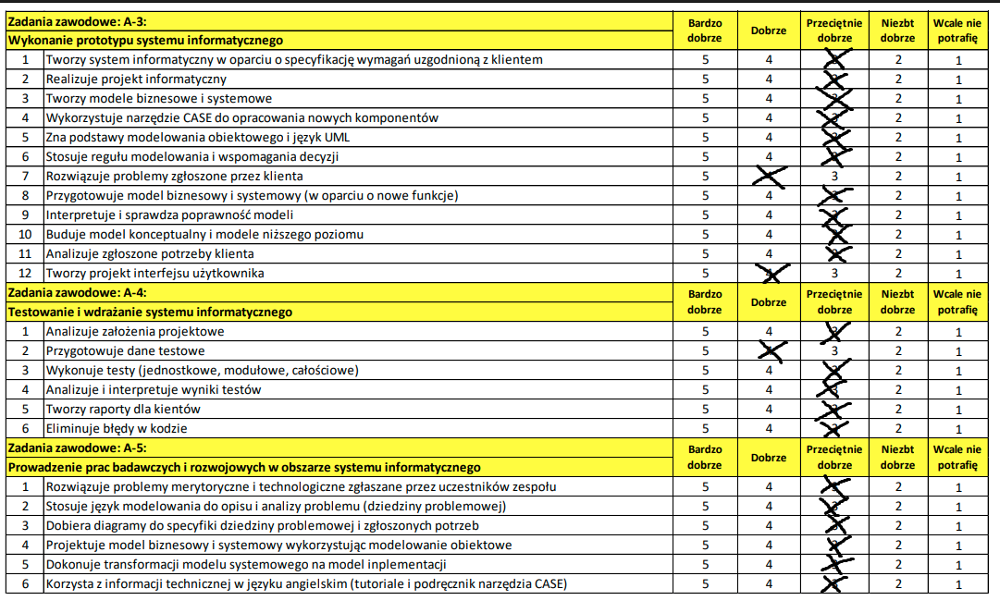 Zadania zawodowe: A-3: Bardzo dobrze Dobrze Przeciętnie dobrze Niezbt dobrze Wcale nie potrafię
Wykonanie prototypu systemu informatycznego
1 Tworzy system informatyczny w oparciu o specyfikację wymagań uzgodnioną z klientem 5 4 3 2 1
2 Realizuje projekt informatyczny 5 4 3 2 1
3 Tworzy modele biznesowe i systemowe 5 4 3 2 1
4 Wykorzystuje narzędzie CASE do opracowania nowych komponentów 5 4 3 2 1
5 Zna podstawy modelowania obiektowego i język UML 5 4 3 2 1
6 Stosuje regułu modelowania i wspomagania decyzji 5 4 3 2 1
7 Rozwiązuje problemy zgłoszone przez klienta 5 4 3 2 1
8 Przygotowuje model biznesowy i systemowy (w oparciu o nowe funkcje) 5 4 3 2 1
9 Interpretuje i sprawdza poprawność modeli 5 4 3 2 1
10 Buduje model konceptualny i modele niższego poziomu 5 4 3 2 1
11 Analizuje zgłoszone potrzeby klienta 5 4 3 2 1
12 Tworzy projekt interfejsu użytkownika 5 4 3 2 1
Zadania zawodowe: A-4: Bardzo dobrze Dobrze Przeciętnie dobrze Niezbt dobrze Wcale nie potrafię
Testowanie i wdrażanie systemu informatycznego
1 Analizuje założenia projektowe 5 4 3 2 1
2 Przygotowuje dane testowe 5 4 3 2 1
3 Wykonuje testy (jednostkowe, modułowe, całościowe) 5 4 3 2 1
4 Analizuje i interpretuje wyniki testów 5 4 3 2 1
5 Tworzy raporty dla kientów 5 4 3 2 1
6 Eliminuje błędy w kodzie 5 4 3 2 1
Zadania zawodowe: A-5: Bardzo dobrze Dobrze Przeciętnie dobrze Niezbt dobrze Wcale nie potrafię
Prowadzenie prac badawczych i rozwojowych w obszarze systemu informatycznego
1 Rozwiązuje problemy merytoryczne i technologiczne zgłaszane przez uczestników zespołu 5 4 3 2 1
2 Stosuje język modelowania do opisu i analizy problemu (dziedziny problemowej) 5 4 3 2 1
3 Dobiera diagramy do specyfiki dziedziny problemowej i zgłoszonych potrzeb 5 4 3 2 1
4 Projektuje model biznesowy i systemowy wykorzystując modelowanie obiektowe 5 4 3 2 1
5 Dokonuje transformacji modelu systemowego na model inplementacji 5 4 3 2 1
6 Korzysta z informacji technicznej w języku angielskim (tutoriale i podręcznik narzędzia CASE) 5 4 3 2 1